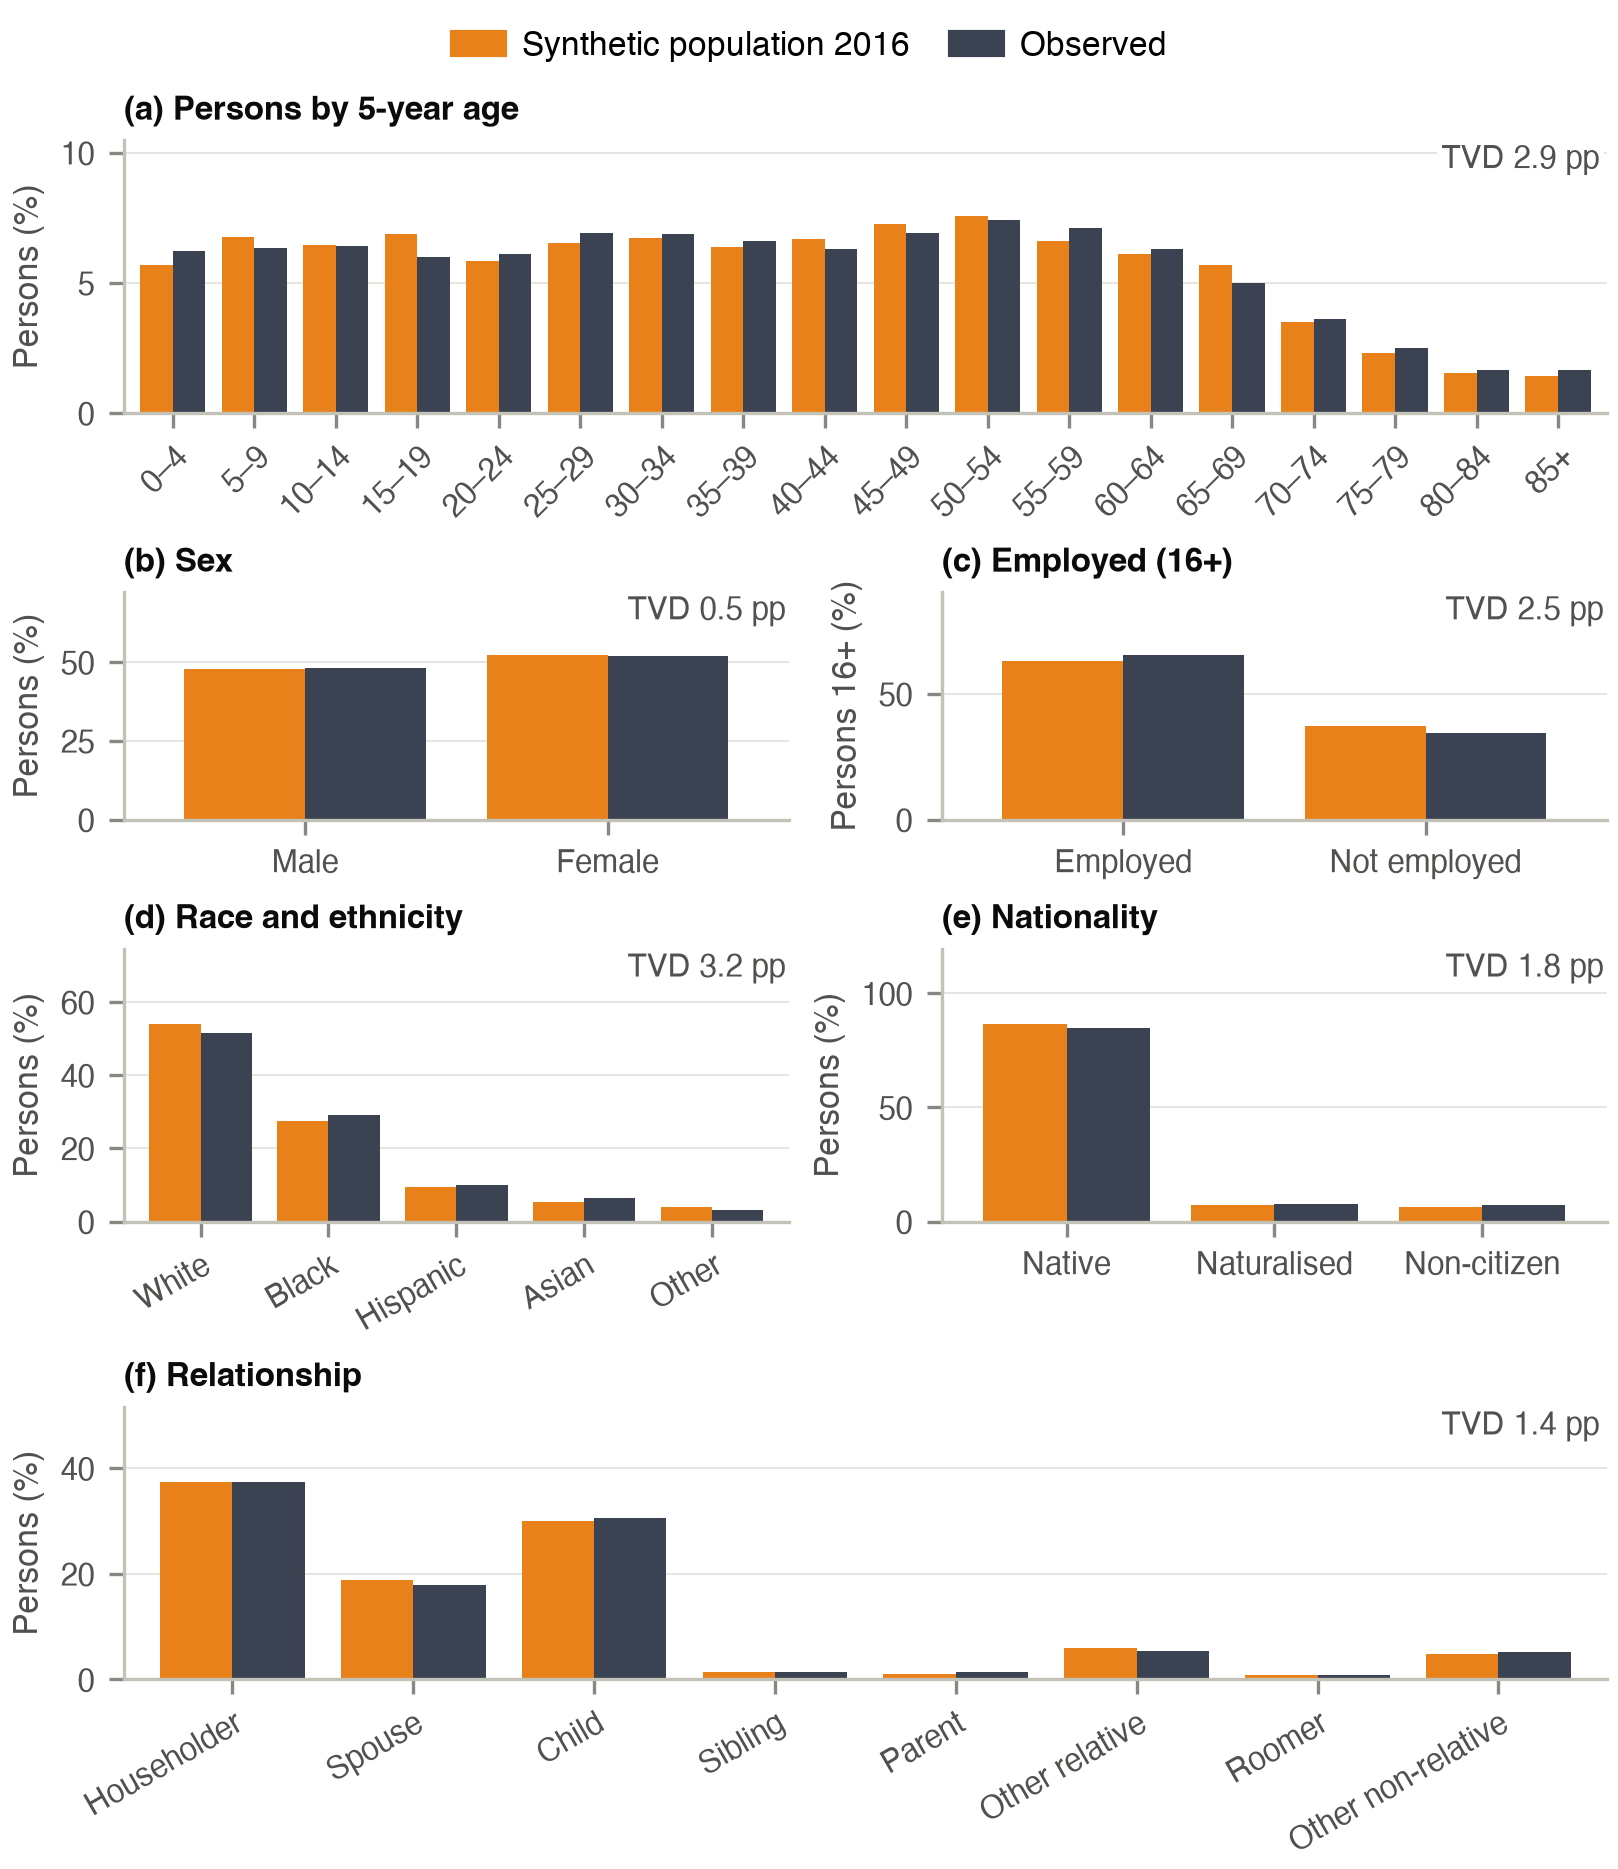 Synthetic population 2016 Observed
(a) Persons by 5-year age
TVD 2.9 pp
Persons (%)
10
5
0
0–4 5–9 10–14 15–19 20–24 25–29 30–34 35–39 40–44 45–49 50–54 55–59 60–64 65–69 70–74 75–79 80–84 85+
(b) Sex
TVD 0.5 pp
Persons (%)
50
25
0
Male Female
(c) Employed (16+)
TVD 2.5 pp
Persons 16+ (%)
50
0
Employed Not employed
(d) Race and ethnicity
TVD 3.2 pp
Persons (%)
60
40
20
0
White Black Hispanic Asian Other
(e) Nationality
TVD 1.8 pp
Persons (%)
100
50
0
Native Naturalised Non-citizen
(f) Relationship
TVD 1.4 pp
Persons (%)
40
20
0
Householder Spouse Child Sibling Parent Other relative Roomer Other non-relative